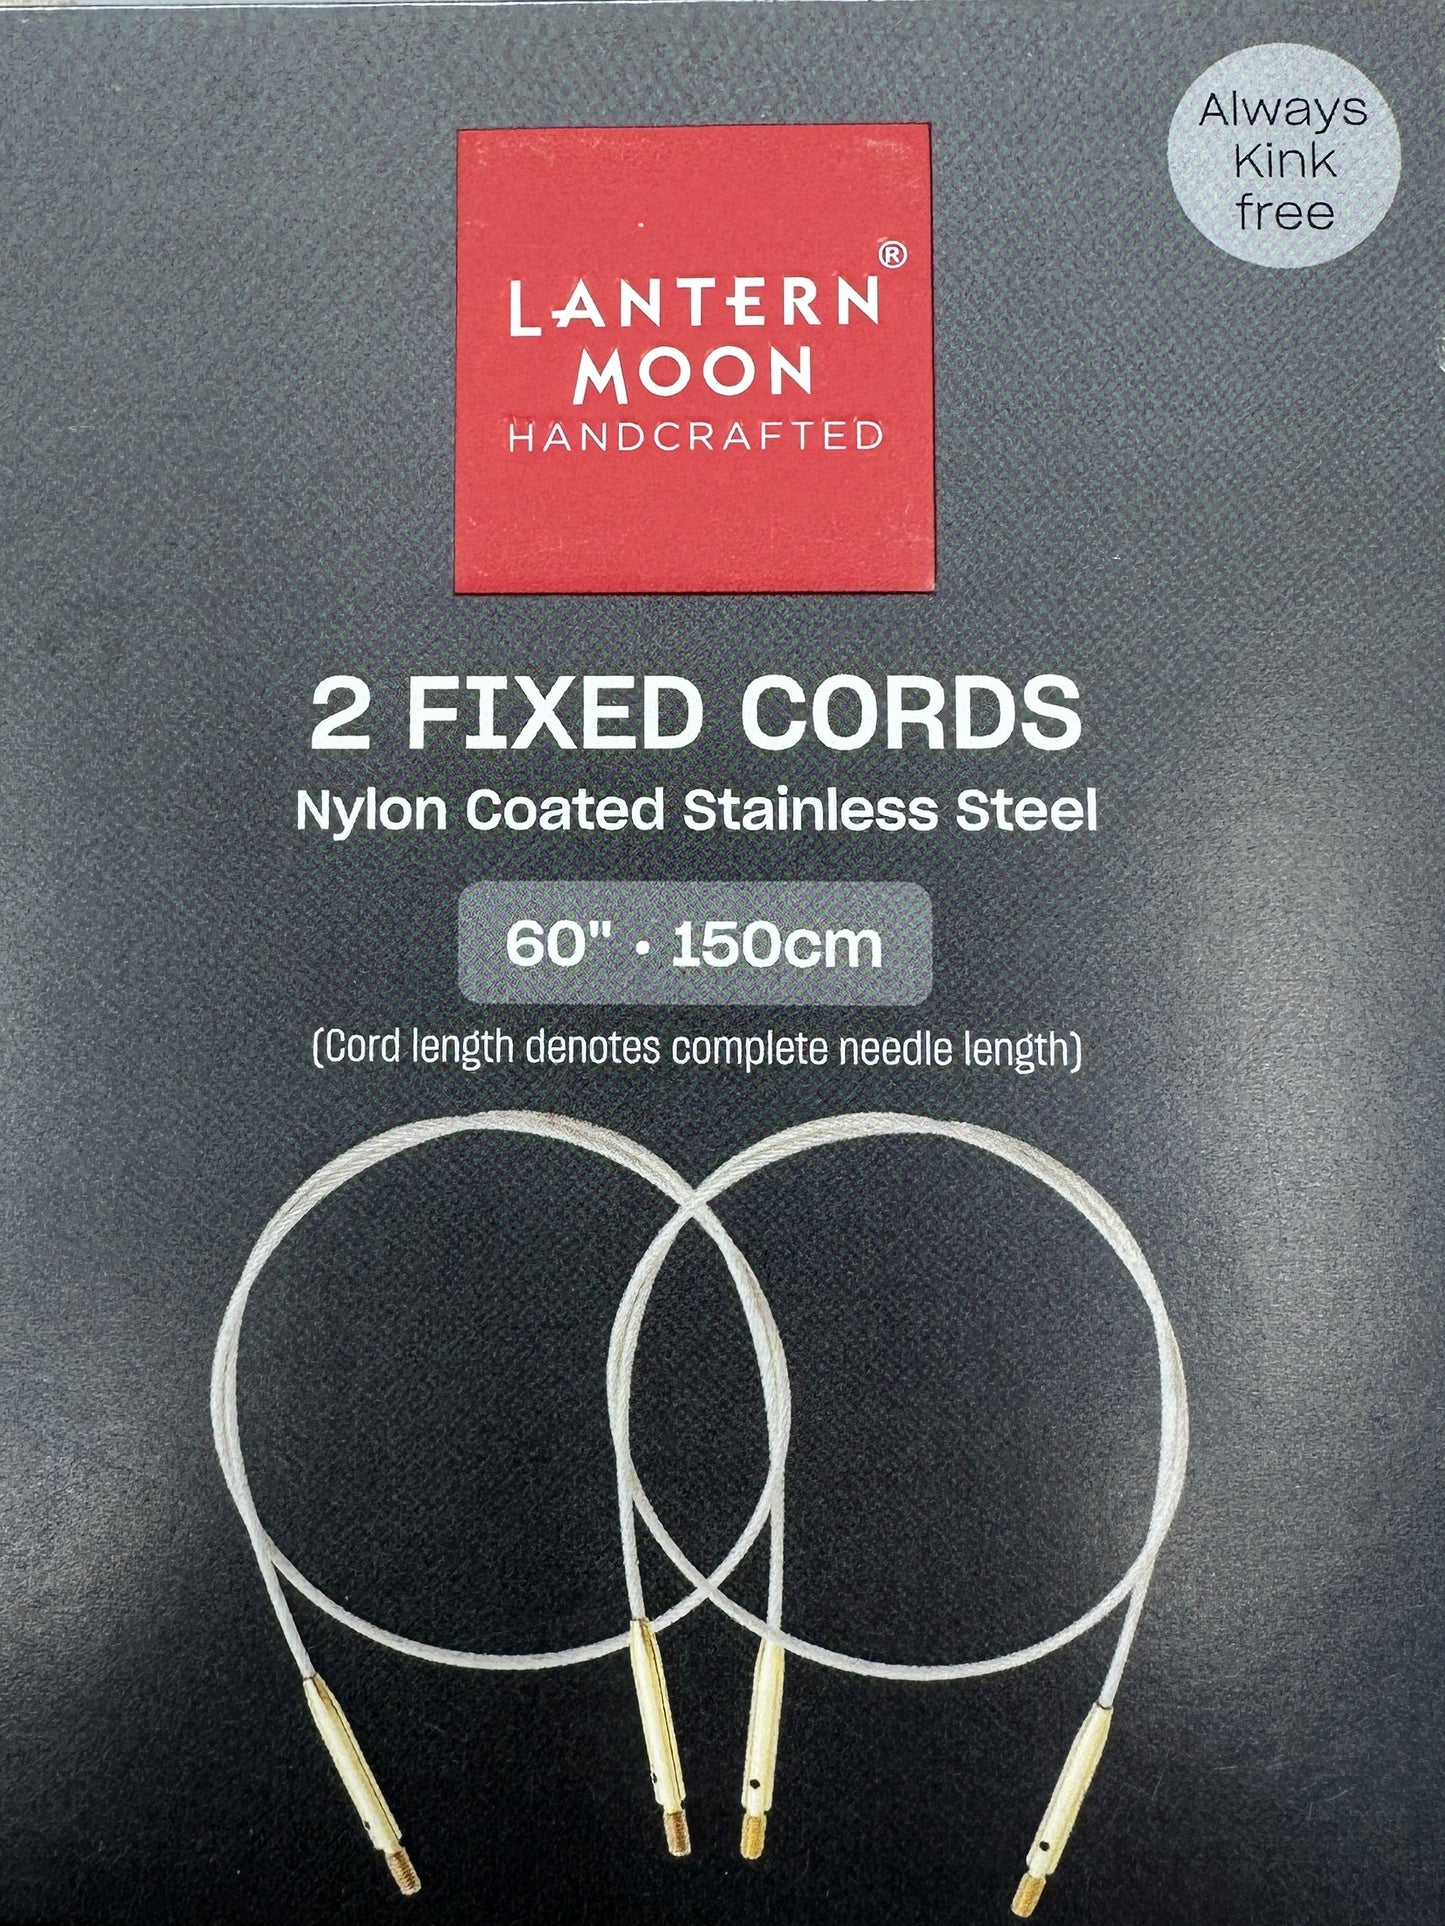 Always
Kink
free
LANTERN®
MOON
HANDCRAFTED
2 FIXED CORDS
Nylon Coated Stainless Steel
60" · 150cm
(Cord length denotes complete needle length)